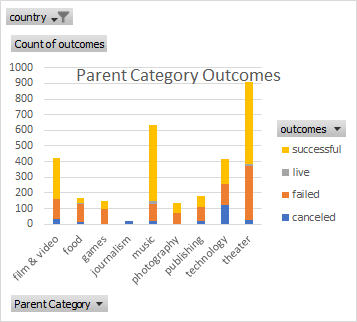 country
Count of outcomes
Parent Category Outcomes
1000
900
800
700
600
500
400
300
200
100
0
film & video
food
games
journalism
music
photography
publishing
technology
theater
outcomes
successful
live
failed
canceled
Parent Category